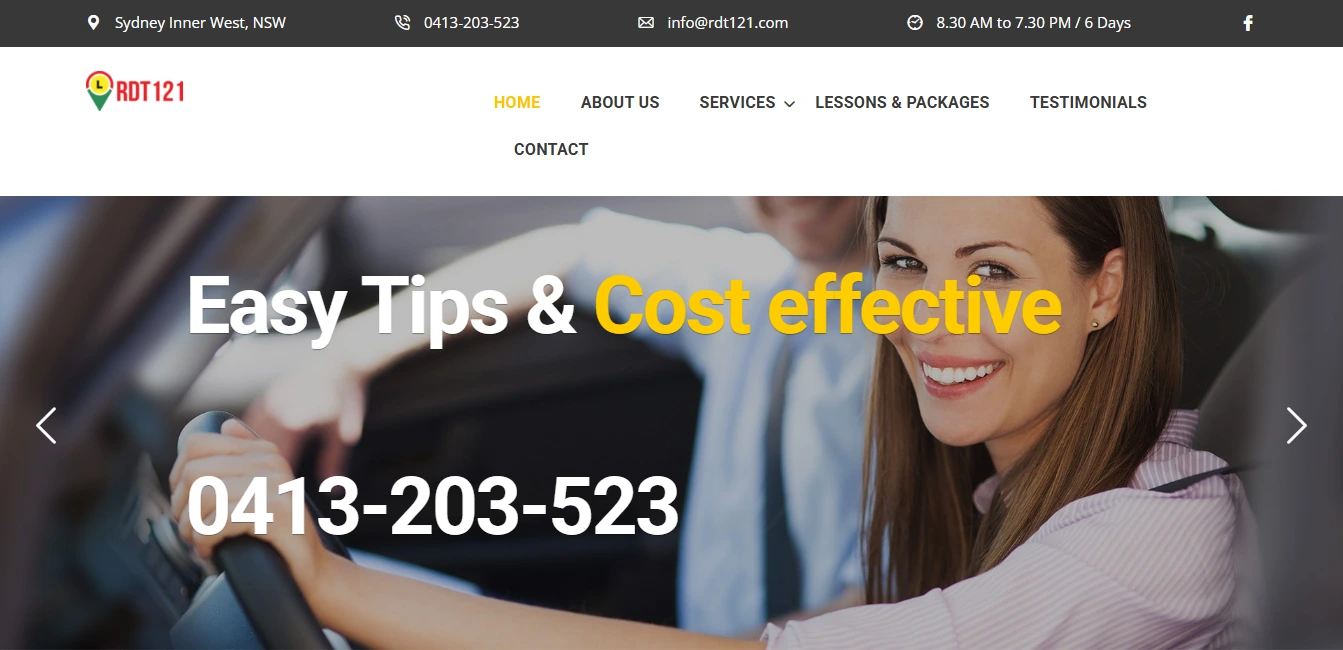 Sydney Inner West, NSW
0413-203-523
info@rdt121.com
8.30 AM to 7.30 PM / 6 Days
L RDT121
HOME
ABOUT US
SERVICES
LESSONS & PACKAGES
TESTIMONIALS
CONTACT
Easy Tips & Cost effective
0413-203-523